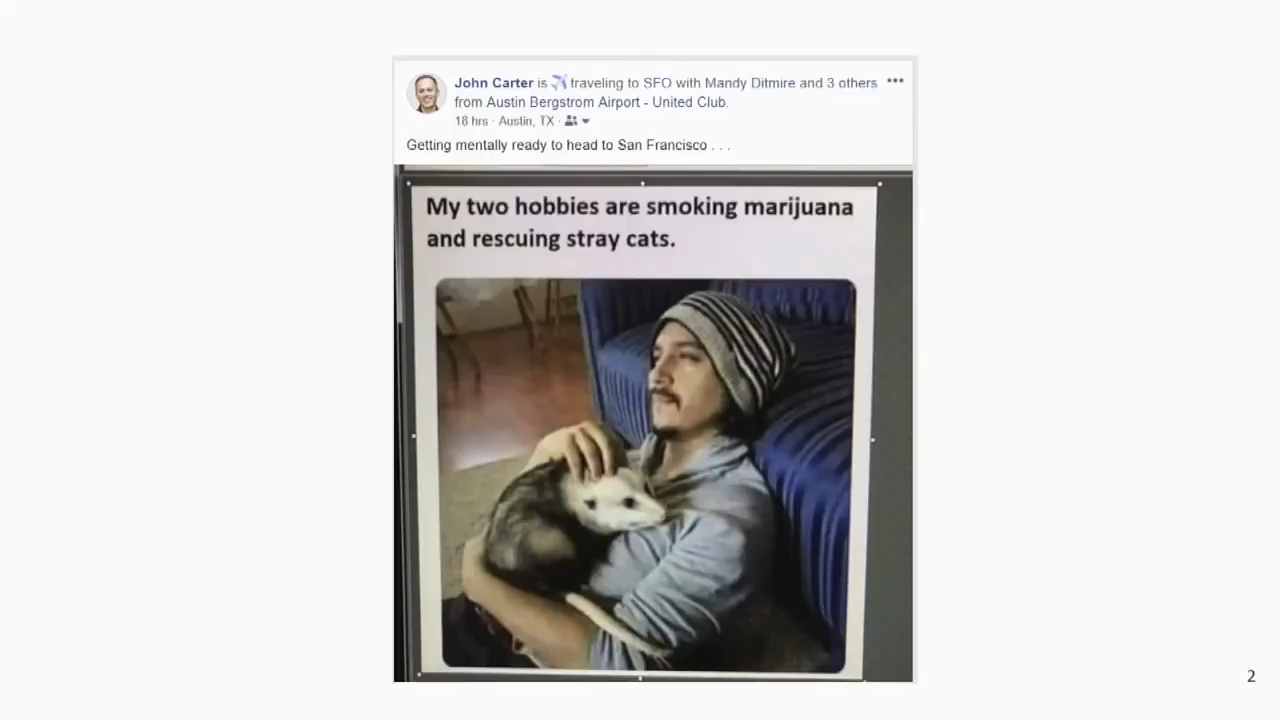 John Carter is traveling to SFO with Mandy Ditmire and 3 others
from Austin Bergstrom Airport - United Club.
18 hrs · Austin, TX ·
Getting mentally ready to head to San Francisco . . .
My two hobbies are smoking marijuana
and rescuing stray cats.
2